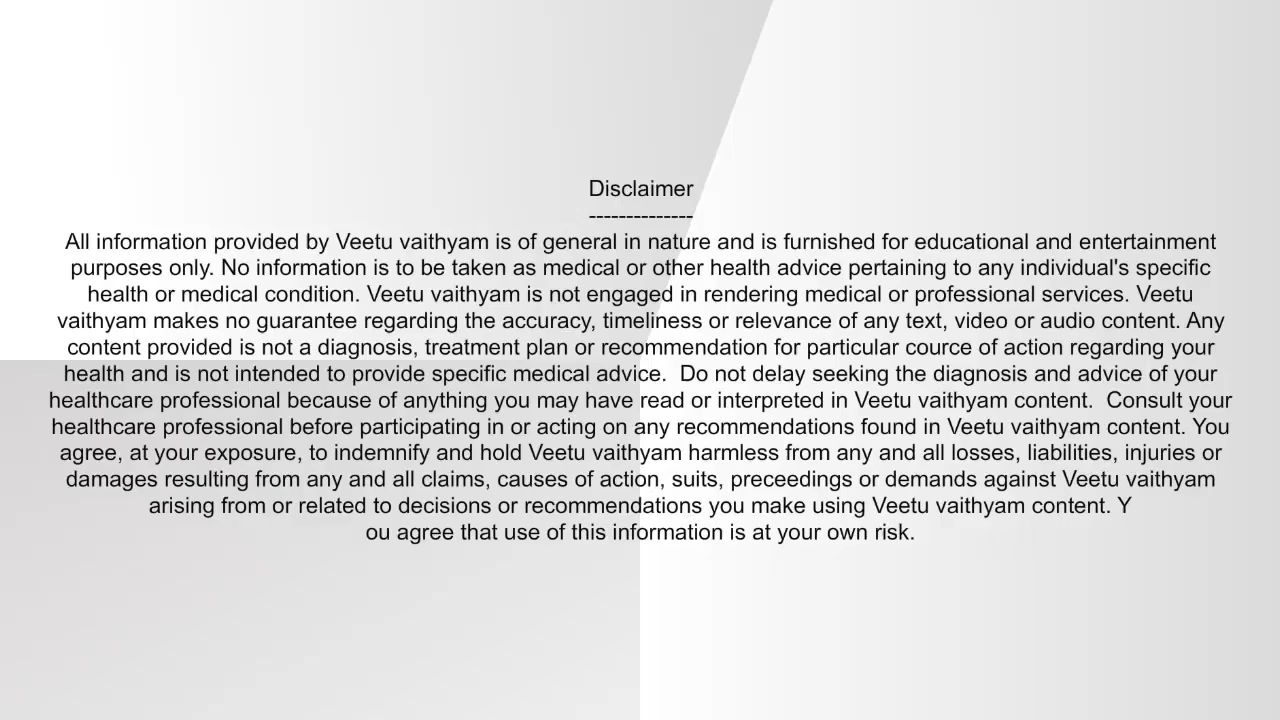 Disclaimer
--------------
All information provided by Veetu vaithyam is of general in nature and is furnished for educational and entertainment
purposes only. No information is to be taken as medical or other health advice pertaining to any individual's specific
health or medical condition. Veetu vaithyam is not engaged in rendering medical or professional services. Veetu
vaithyam makes no guarantee regarding the accuracy, timeliness or relevance of any text, video or audio content. Any
content provided is not a diagnosis, treatment plan or recommendation for particular cource of action regarding your
health and is not intended to provide specific medical advice.  Do not delay seeking the diagnosis and advice of your
healthcare professional because of anything you may have read or interpreted in Veetu vaithyam content.  Consult your
healthcare professional before participating in or acting on any recommendations found in Veetu vaithyam content. You
agree, at your exposure, to indemnify and hold Veetu vaithyam harmless from any and all losses, liabilities, injuries or
damages resulting from any and all claims, causes of action, suits, preceedings or demands against Veetu vaithyam
arising from or related to decisions or recommendations you make using Veetu vaithyam content. Y
ou agree that use of this information is at your own risk.